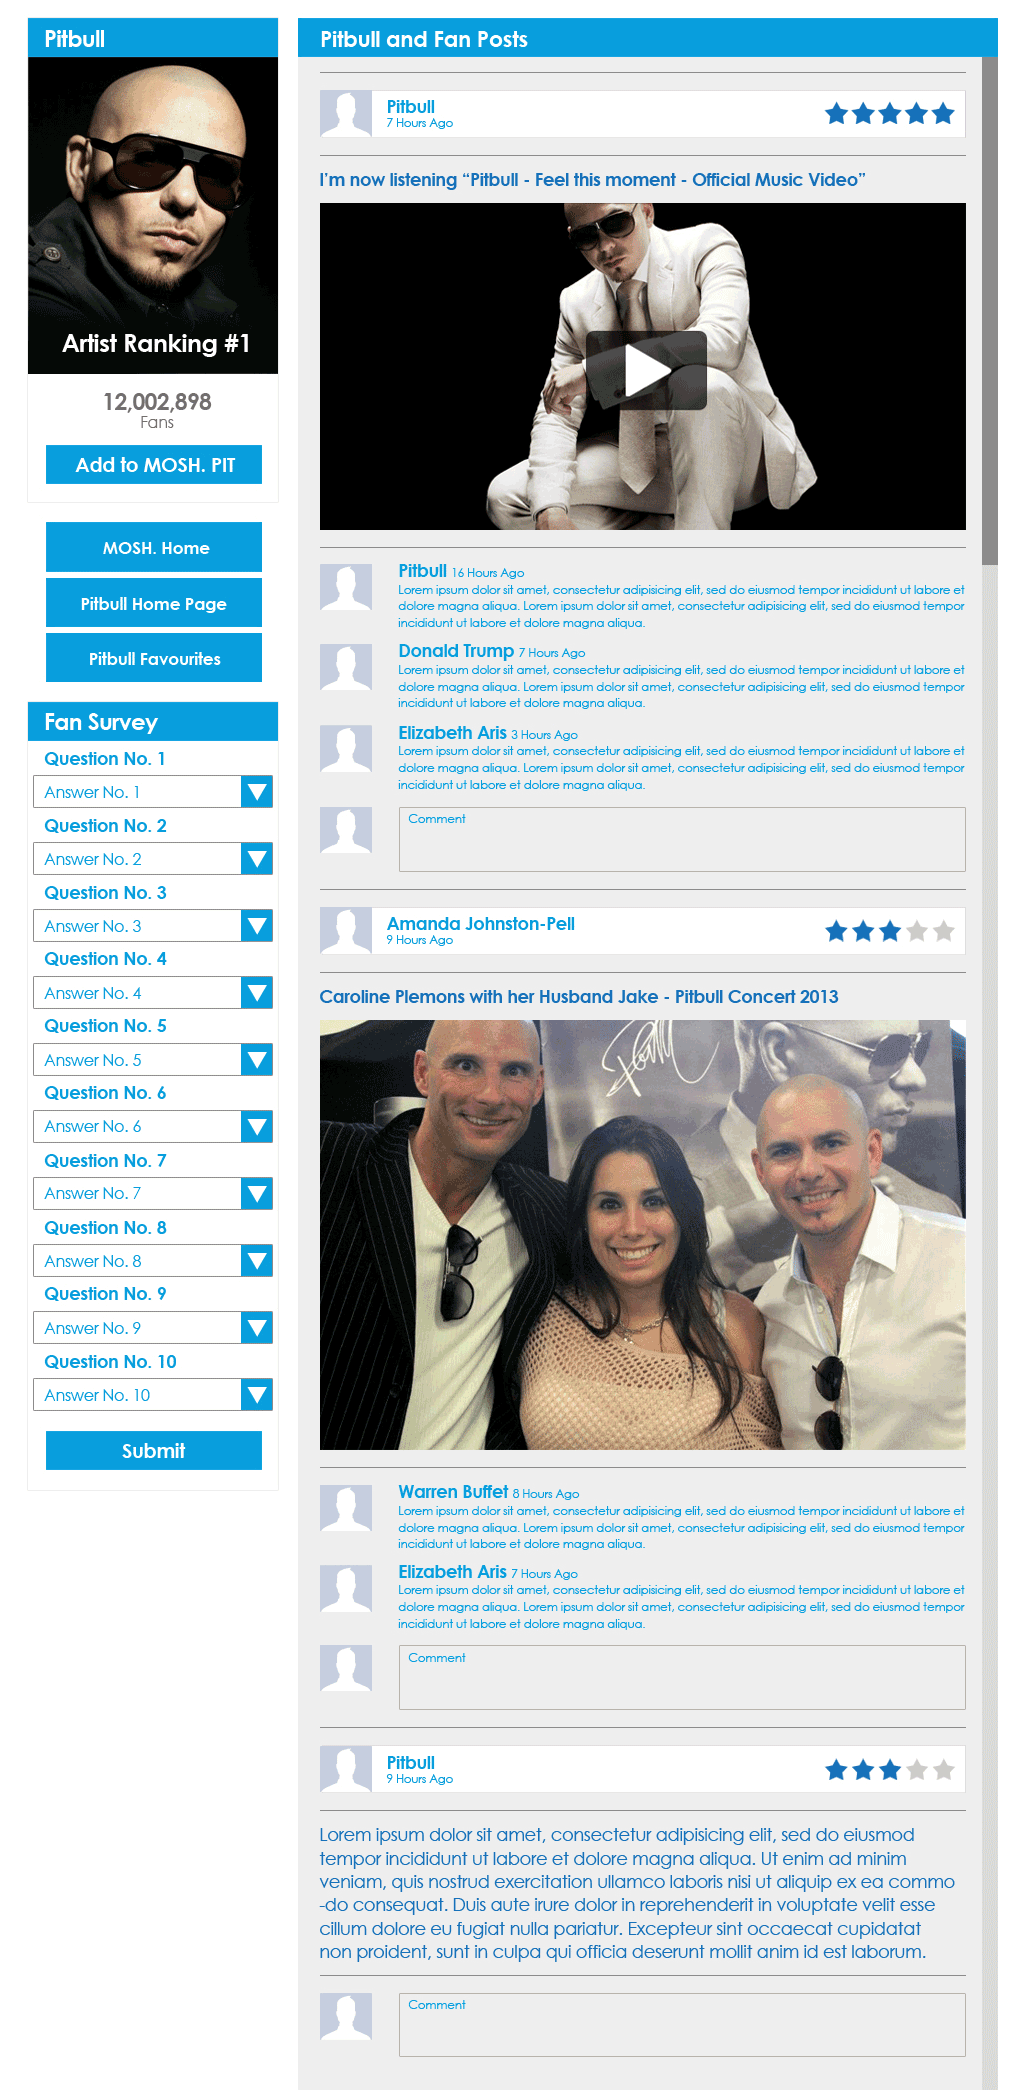 Pitbull
Artist Ranking #1
12,002,898
Fans
Add to MOSH. PIT
MOSH. Home
Pitbull Home Page
Pitbull Favourites
Fan Survey
Question No. 1
Answer No. 1
Question No. 2
Answer No. 2
Question No. 3
Answer No. 3
Question No. 4
Answer No. 4
Question No. 5
Answer No. 5
Question No. 6
Answer No. 6
Question No. 7
Answer No. 7
Question No. 8
Answer No. 8
Question No. 9
Answer No. 9
Question No. 10
Answer No. 10
Submit
Pitbull and Fan Posts
Pitbull
7 Hours Ago
I'm now listening “Pitbull - Feel this moment - Official Music Video”
Pitbull 16 Hours Ago
Lorem ipsum dolor sit amet, consectetur adipisicing elit, sed do eiusmod tempor incididunt ut labore et
dolore magna aliqua. Lorem ipsum dolor sit amet, consectetur adipisicing elit, sed do eiusmod tempor
incididunt ut labore et dolore magna aliqua.
Donald Trump 7 Hours Ago
Lorem ipsum dolor sit amet, consectetur adipisicing elit, sed do eiusmod tempor incididunt ut labore et
dolore magna aliqua. Lorem ipsum dolor sit amet, consectetur adipisicing elit, sed do eiusmod tempor
incididunt ut labore et dolore magna aliqua.
Elizabeth Aris 3 Hours Ago
Lorem ipsum dolor sit amet, consectetur adipisicing elit, sed do eiusmod tempor incididunt ut labore et
dolore magna aliqua. Lorem ipsum dolor sit amet, consectetur adipisicing elit, sed do eiusmod tempor
incididunt ut labore et dolore magna aliqua.
Comment
Amanda Johnston-Pell
9 Hours Ago
Caroline Plemons with her Husband Jake - Pitbull Concert 2013
Warren Buffet 8 Hours Ago
Lorem ipsum dolor sit amet, consectetur adipisicing elit, sed do eiusmod tempor incididunt ut labore et
dolore magna aliqua. Lorem ipsum dolor sit amet, consectetur adipisicing elit, sed do eiusmod tempor
incididunt ut labore et dolore magna aliqua.
Elizabeth Aris 7 Hours Ago
Lorem ipsum dolor sit amet, consectetur adipisicing elit, sed do eiusmod tempor incididunt ut labore et
dolore magna aliqua. Lorem ipsum dolor sit amet, consectetur adipisicing elit, sed do eiusmod tempor
incididunt ut labore et dolore magna aliqua.
Comment
Pitbull
9 Hours Ago
Lorem ipsum dolor sit amet, consectetur adipisicing elit, sed do eiusmod
tempor incididunt ut labore et dolore magna aliqua. Ut enim ad minim
veniam, quis nostrud exercitation ullamco laboris nisi ut aliquip ex ea commo
-do consequat. Duis aute irure dolor in reprehenderit in voluptate velit esse
cillum dolore eu fugiat nulla pariatur. Excepteur sint occaecat cupidatat
non proident, sunt in culpa qui officia deserunt mollit anim id est laborum.
Comment